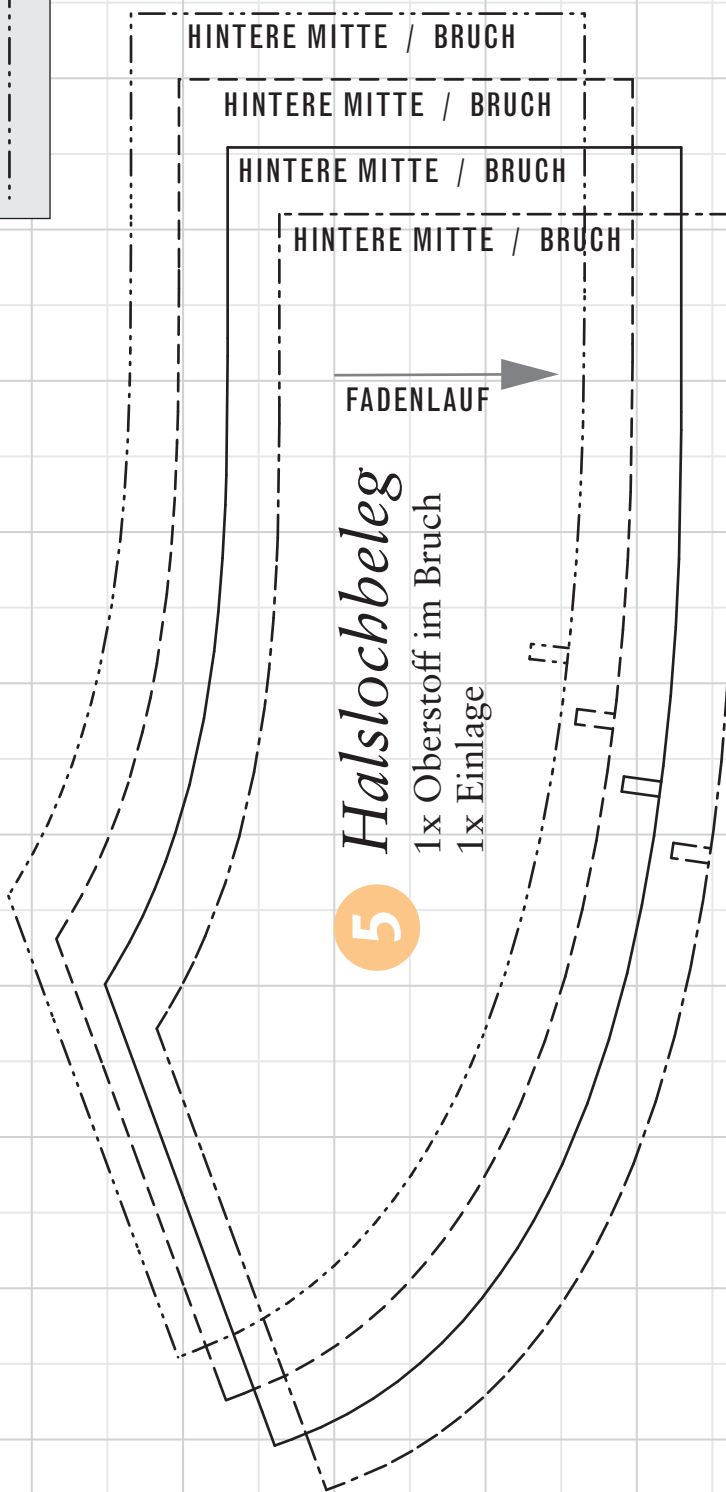 HINTERE MITTE / BRUCH
HINTERE MITTE / BRUCH
HINTERE MITTE / BRUCH
HINTERE MITTE / BRUCH
FADENLAUF
5 Halslochbeleg
1x Oberstoff im Bruch
1x Einlage